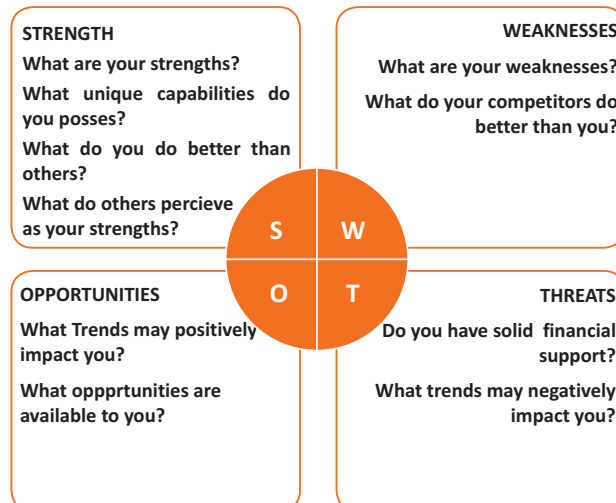 STRENGTH
What are your strengths?
What unique capabilities do
you posses?
What do you do better than
others?
What do others percieve
as your strengths?
WEAKNESSES
What are your weaknesses?
What do your competitors do
better than you?
S W
O T
OPPORTUNITIES
What Trends may positively
impact you?
What oppprtunities are
available to you?
THREATS
Do you have solid financial
support?
What trends may negatively
impact you?